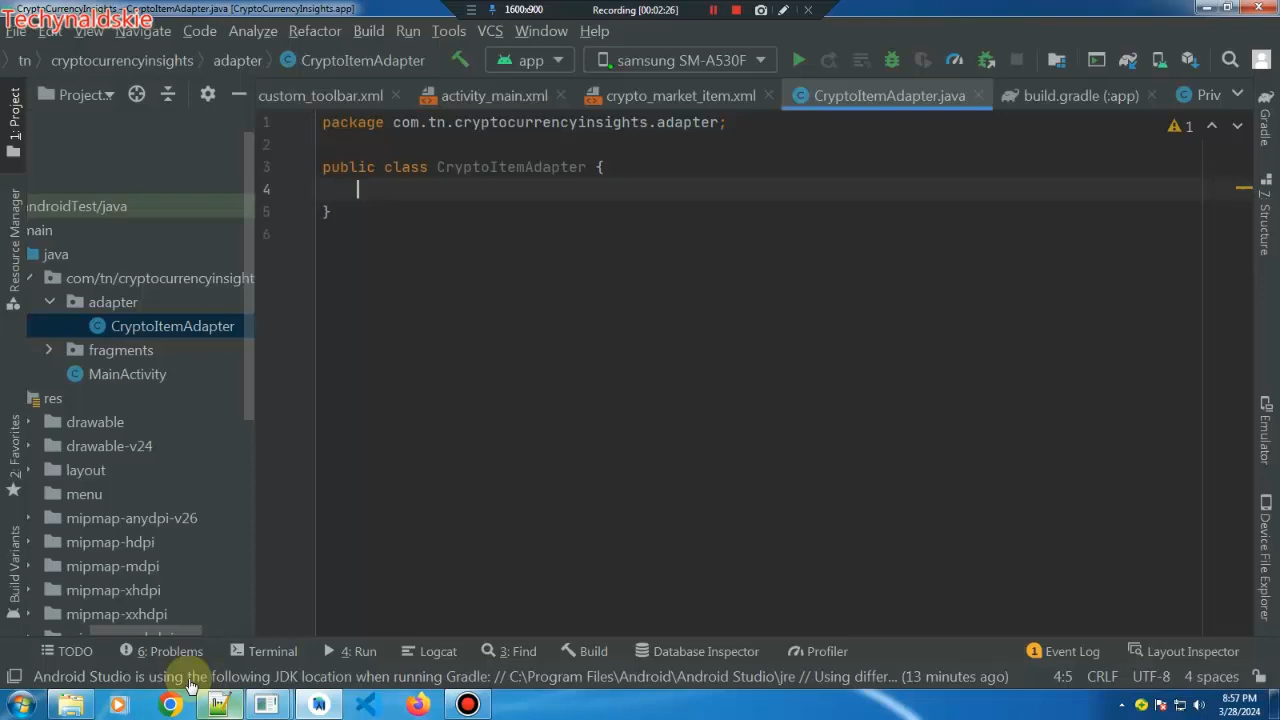 CryptoCurrencyInsights - CryptoItemAdapter.java [CryptoCurrencyInsights.app]
1600x900
Recording [00:02:26]
Techynaldskie
File Edit View Navigate Code Analyze Refactor Build Run Tools VCS Window Help
tn cryptocurrencyinsights adapter CryptoItemAdapter app samsung SM-A530F
Project... custom_toolbar.xml activity_main.xml crypto_market_item.xml CryptoItemAdapter.java build.gradle (:app) Priv
1 package com.tn.cryptocurrencyinsights.adapter;
1
2
3 public class CryptoItemAdapter {
4
5 }
6
ndroidTest/java
main
java
com/tn/cryptocurrencyinsight
adapter
CryptoItemAdapter
fragments
MainActivity
res
drawable
drawable-v24
layout
menu
mipmap-anydpi-v26
mipmap-hdpi
mipmap-mdpi
mipmap-xhdpi
mipmap-xxhdpi
1: Project
Resource Manager
2: Favorites
Build Variants
Gradle
7: Structure
Emulator
Device File Explorer
TODO 6: Problems Terminal 4: Run Logcat 3: Find Build Database Inspector Profiler 1 Event Log Layout Inspector
Android Studio is using the following JDK location when running Gradle: // C:\Program Files\Android\Android Studio\jre // Using differ... (13 minutes ago) 4:5 CRLF UTF-8 4 spaces
8:57 PM
3/28/2024